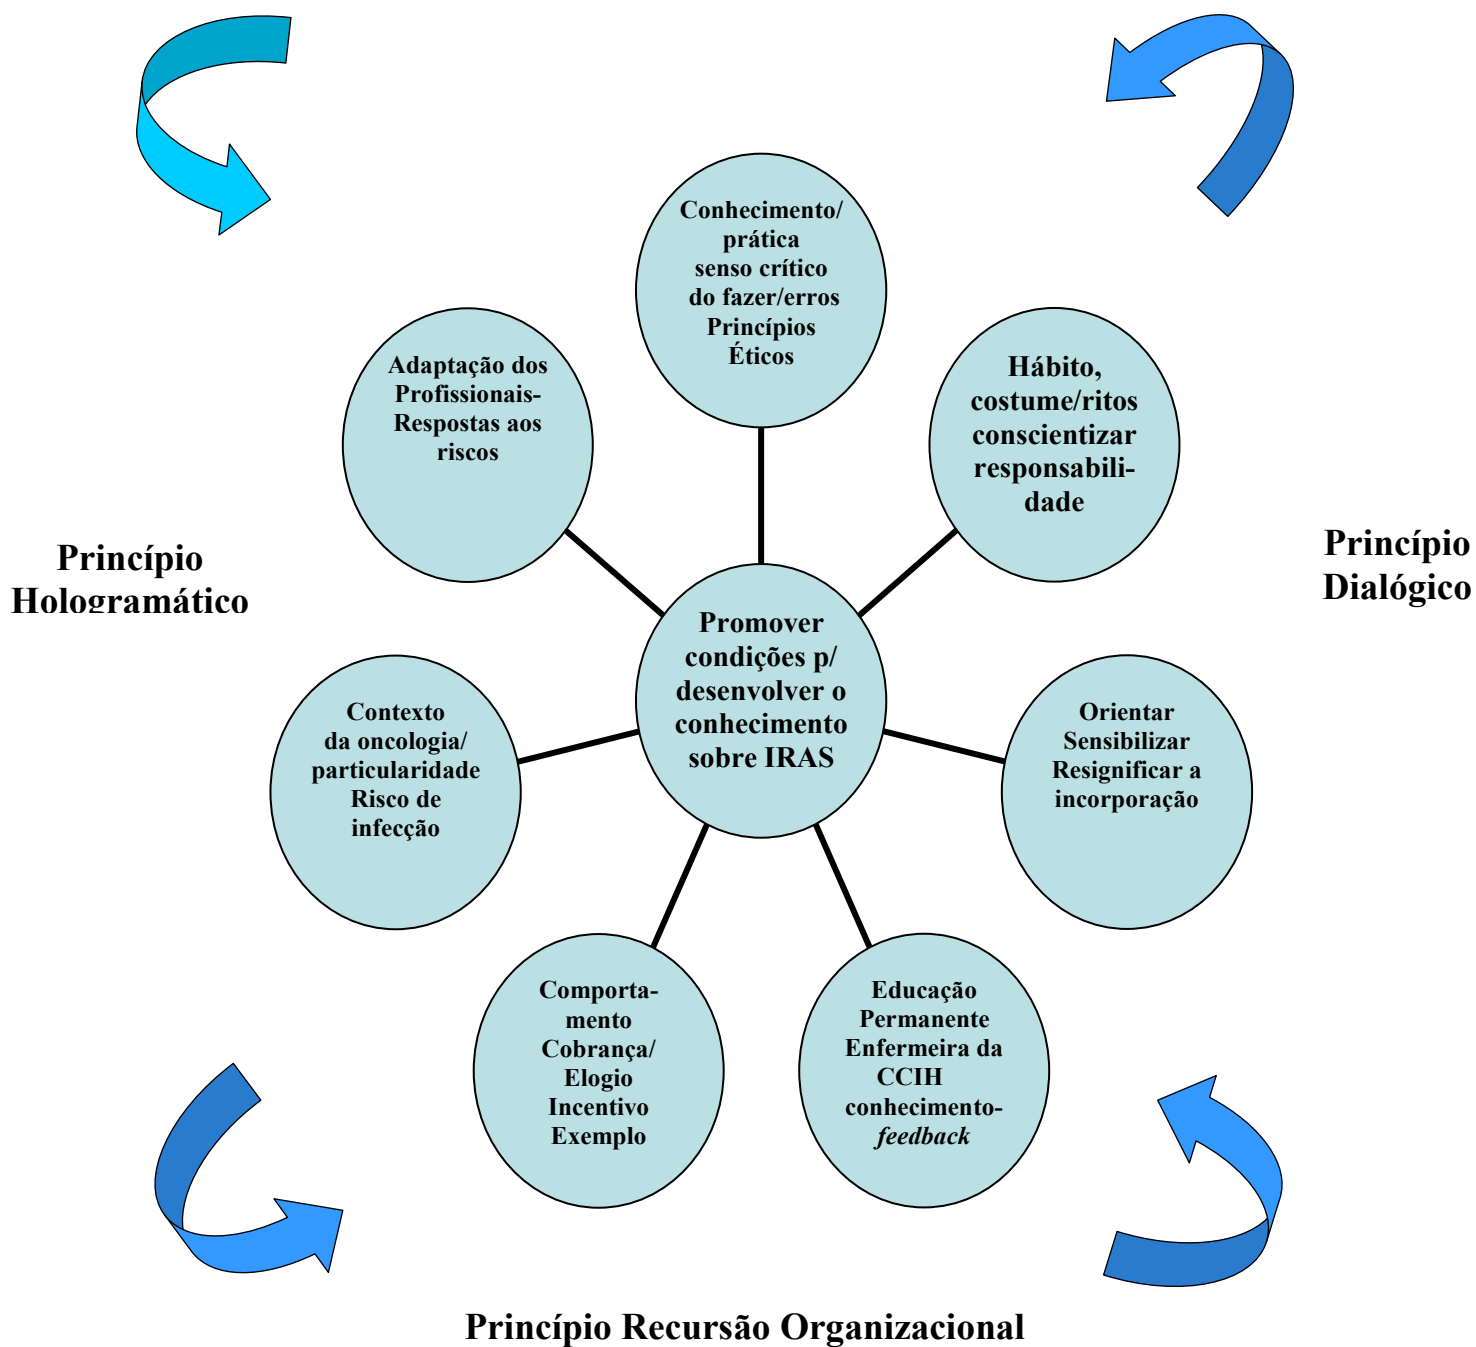 Conhecimento/
prática
senso crítico
do fazer/erros
Princípios
Éticos
Adaptação dos
Profissionais-
Respostas aos
riscos
Hábito,
costume/ritos
conscientizar
responsabili-
dade
Princípio
Hologramático
Princípio
Dialógico
Promover
condições p/
desenvolver o
conhecimento
sobre IRAS
Contexto
da oncologia/
particularidade
Risco de
infecção
Orientar
Sensibilizar
Resignificar a
incorporação
Comporta-
mento
Cobrança/
Elogio
Incentivo
Exemplo
Educação
Permanente
Enfermeira da
CCIH
conhecimento-
feedback
Princípio Recursão Organizacional